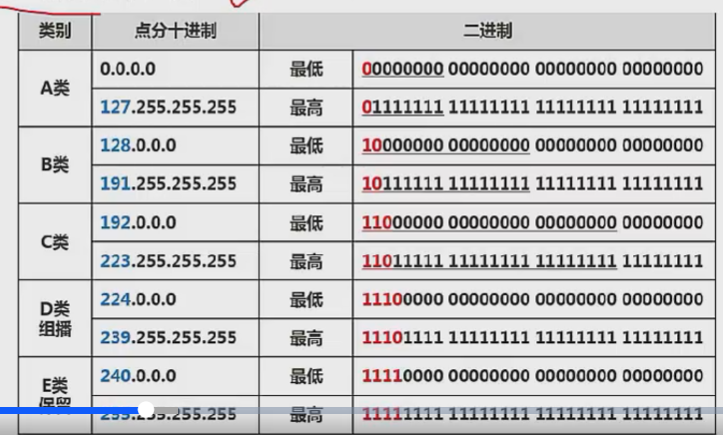 类别 点分十进制 二进制
A类 0.0.0.0 最低 00000000 00000000 00000000 00000000
127.255.255.255 最高 01111111 11111111 11111111 11111111
B类 128.0.0.0 最低 10000000 00000000 00000000 00000000
191.255.255.255 最高 10111111 11111111 11111111 11111111
C类 192.0.0.0 最低 11000000 00000000 00000000 00000000
223.255.255.255 最高 11011111 11111111 11111111 11111111
D类 组播 224.0.0.0 最低 11100000 00000000 00000000 00000000
239.255.255.255 最高 11101111 11111111 11111111 11111111
E类 保留 240.0.0.0 最低 11110000 00000000 00000000 00000000
255.255.255.255 最高 11111111 11111111 11111111 11111111